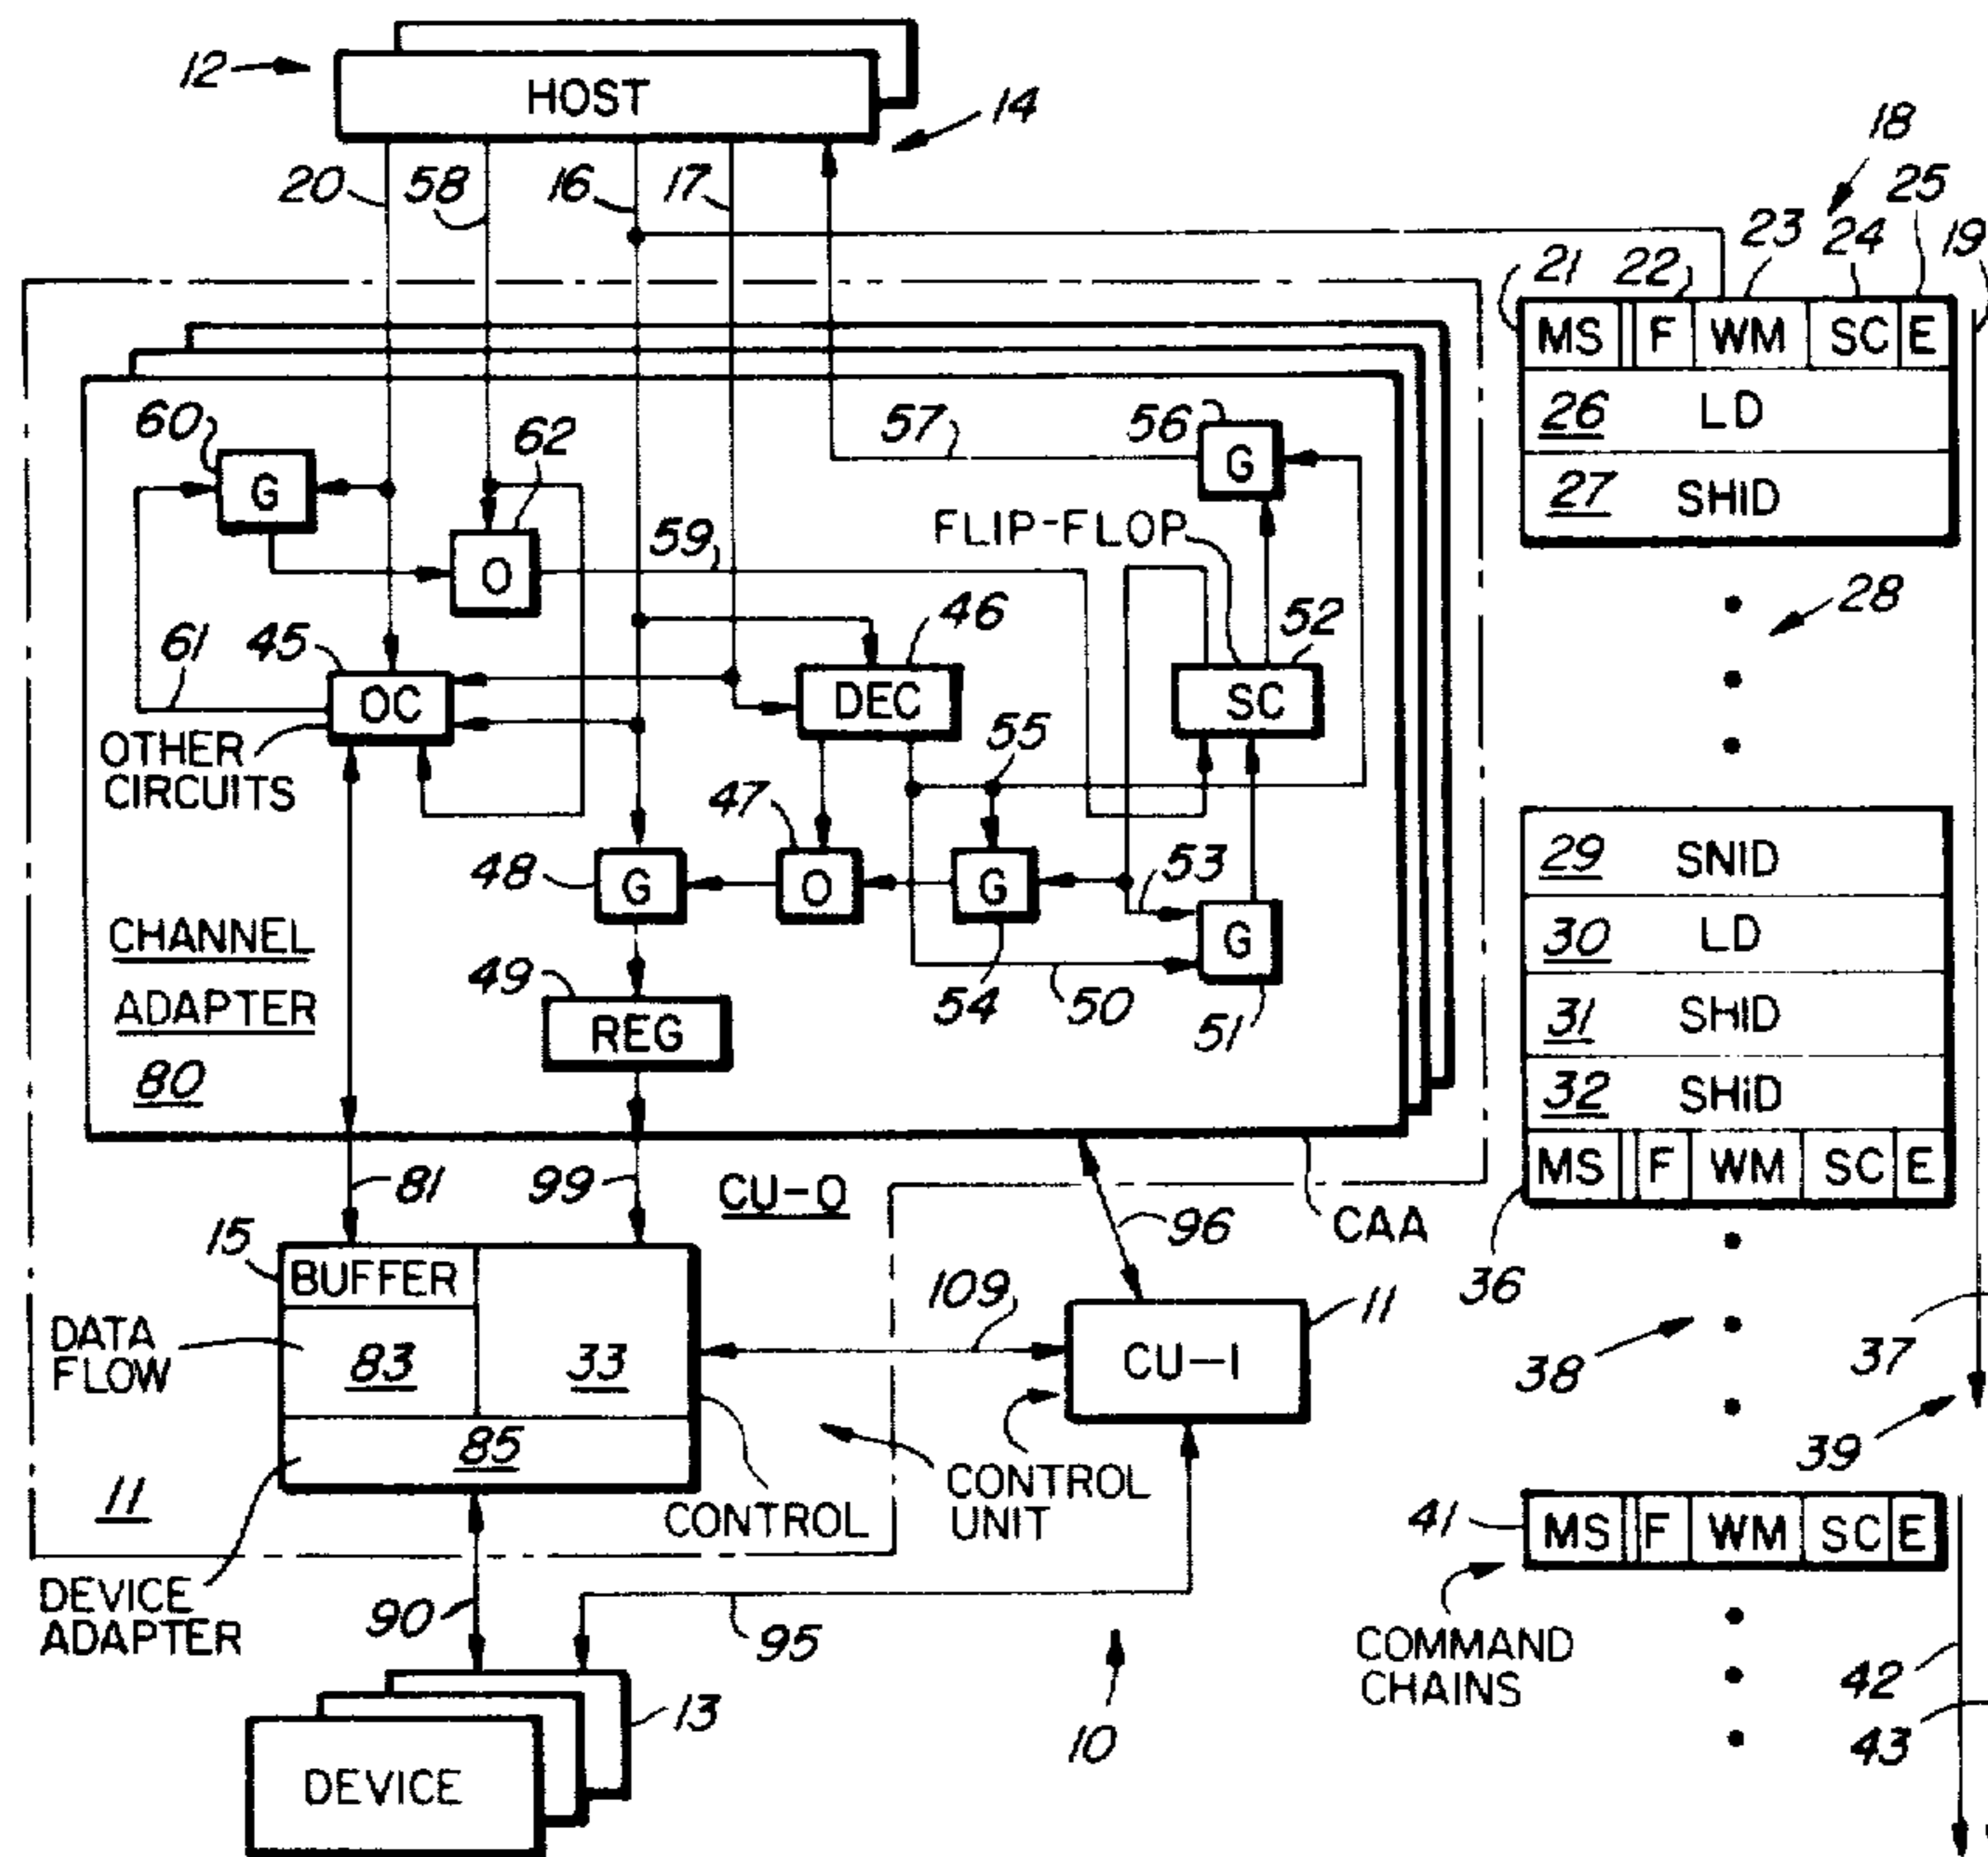 12
HOST
14
20
58
16
17
18
25
23
24
19
21
22
MS F WM SC E
26 LD
27 SHiD
28
60
G
62
O
57
56
G
FLIP-FLOP
59
61
45
OC
46
DEC
52
SC
OTHER
CIRCUITS
55
47
48
G
O
G
53
G
CHANNEL
ADAPTER
80
49
REG
54
50
51
29 SNID
30 LD
31 SHID
32 SHiD
MS F WM SC E
36
81
99
CU-0
96
CAA
15
BUFFER
DATA
FLOW
83
33
109
11
CU-1
38
37
39
85
11
CONTROL
CONTROL
UNIT
41
MS F WM SC E
DEVICE
ADAPTER
90
95
COMMAND
CHAINS
42
13
10
43
DEVICE